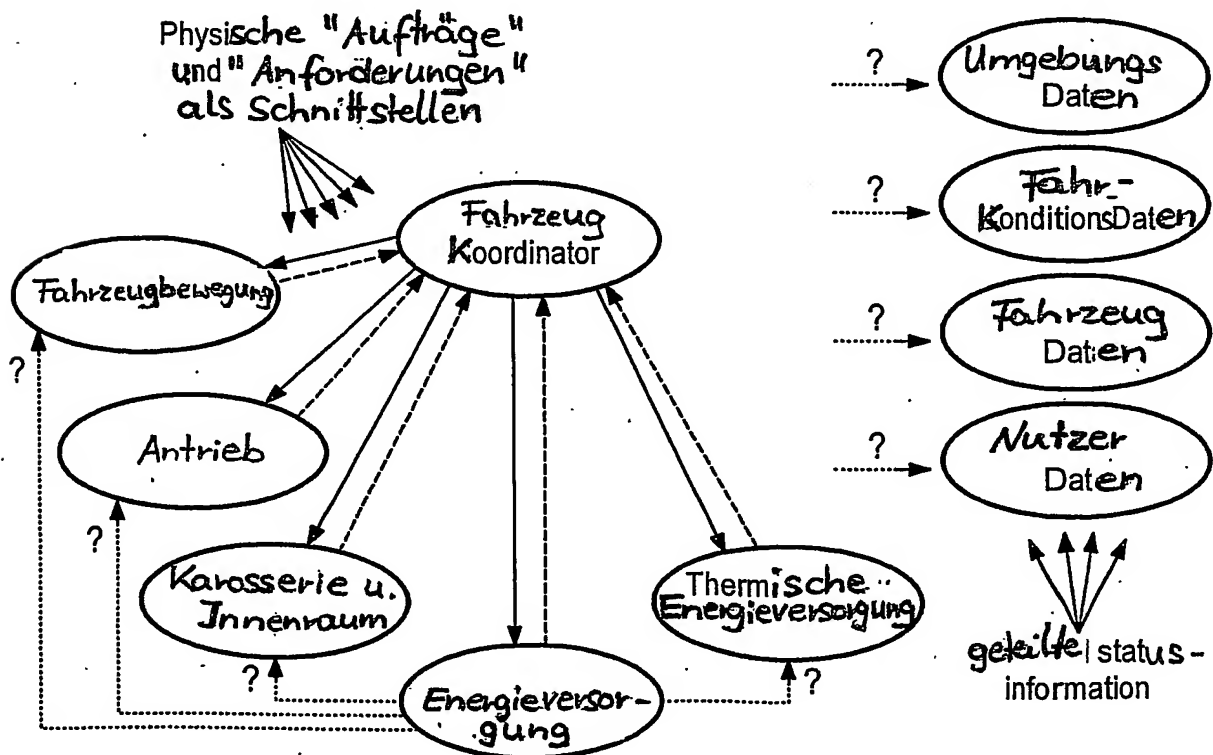 Physische "Aufträge"
und "Anforderungen"
als Schnittstellen
?
Umgebungs
Daten
?
Fahr-
KonditionsDaten
Fahrzeug
Koordinator
Fahrzeugbewegung
?
Fahrzeug
Daten
?
?
Nutzer
Daten
Antrieb
?
Karosserie u.
Innenraum
Thermische
Energieversorgung
geteilte status-
information
?
?
Energieversor-
gung